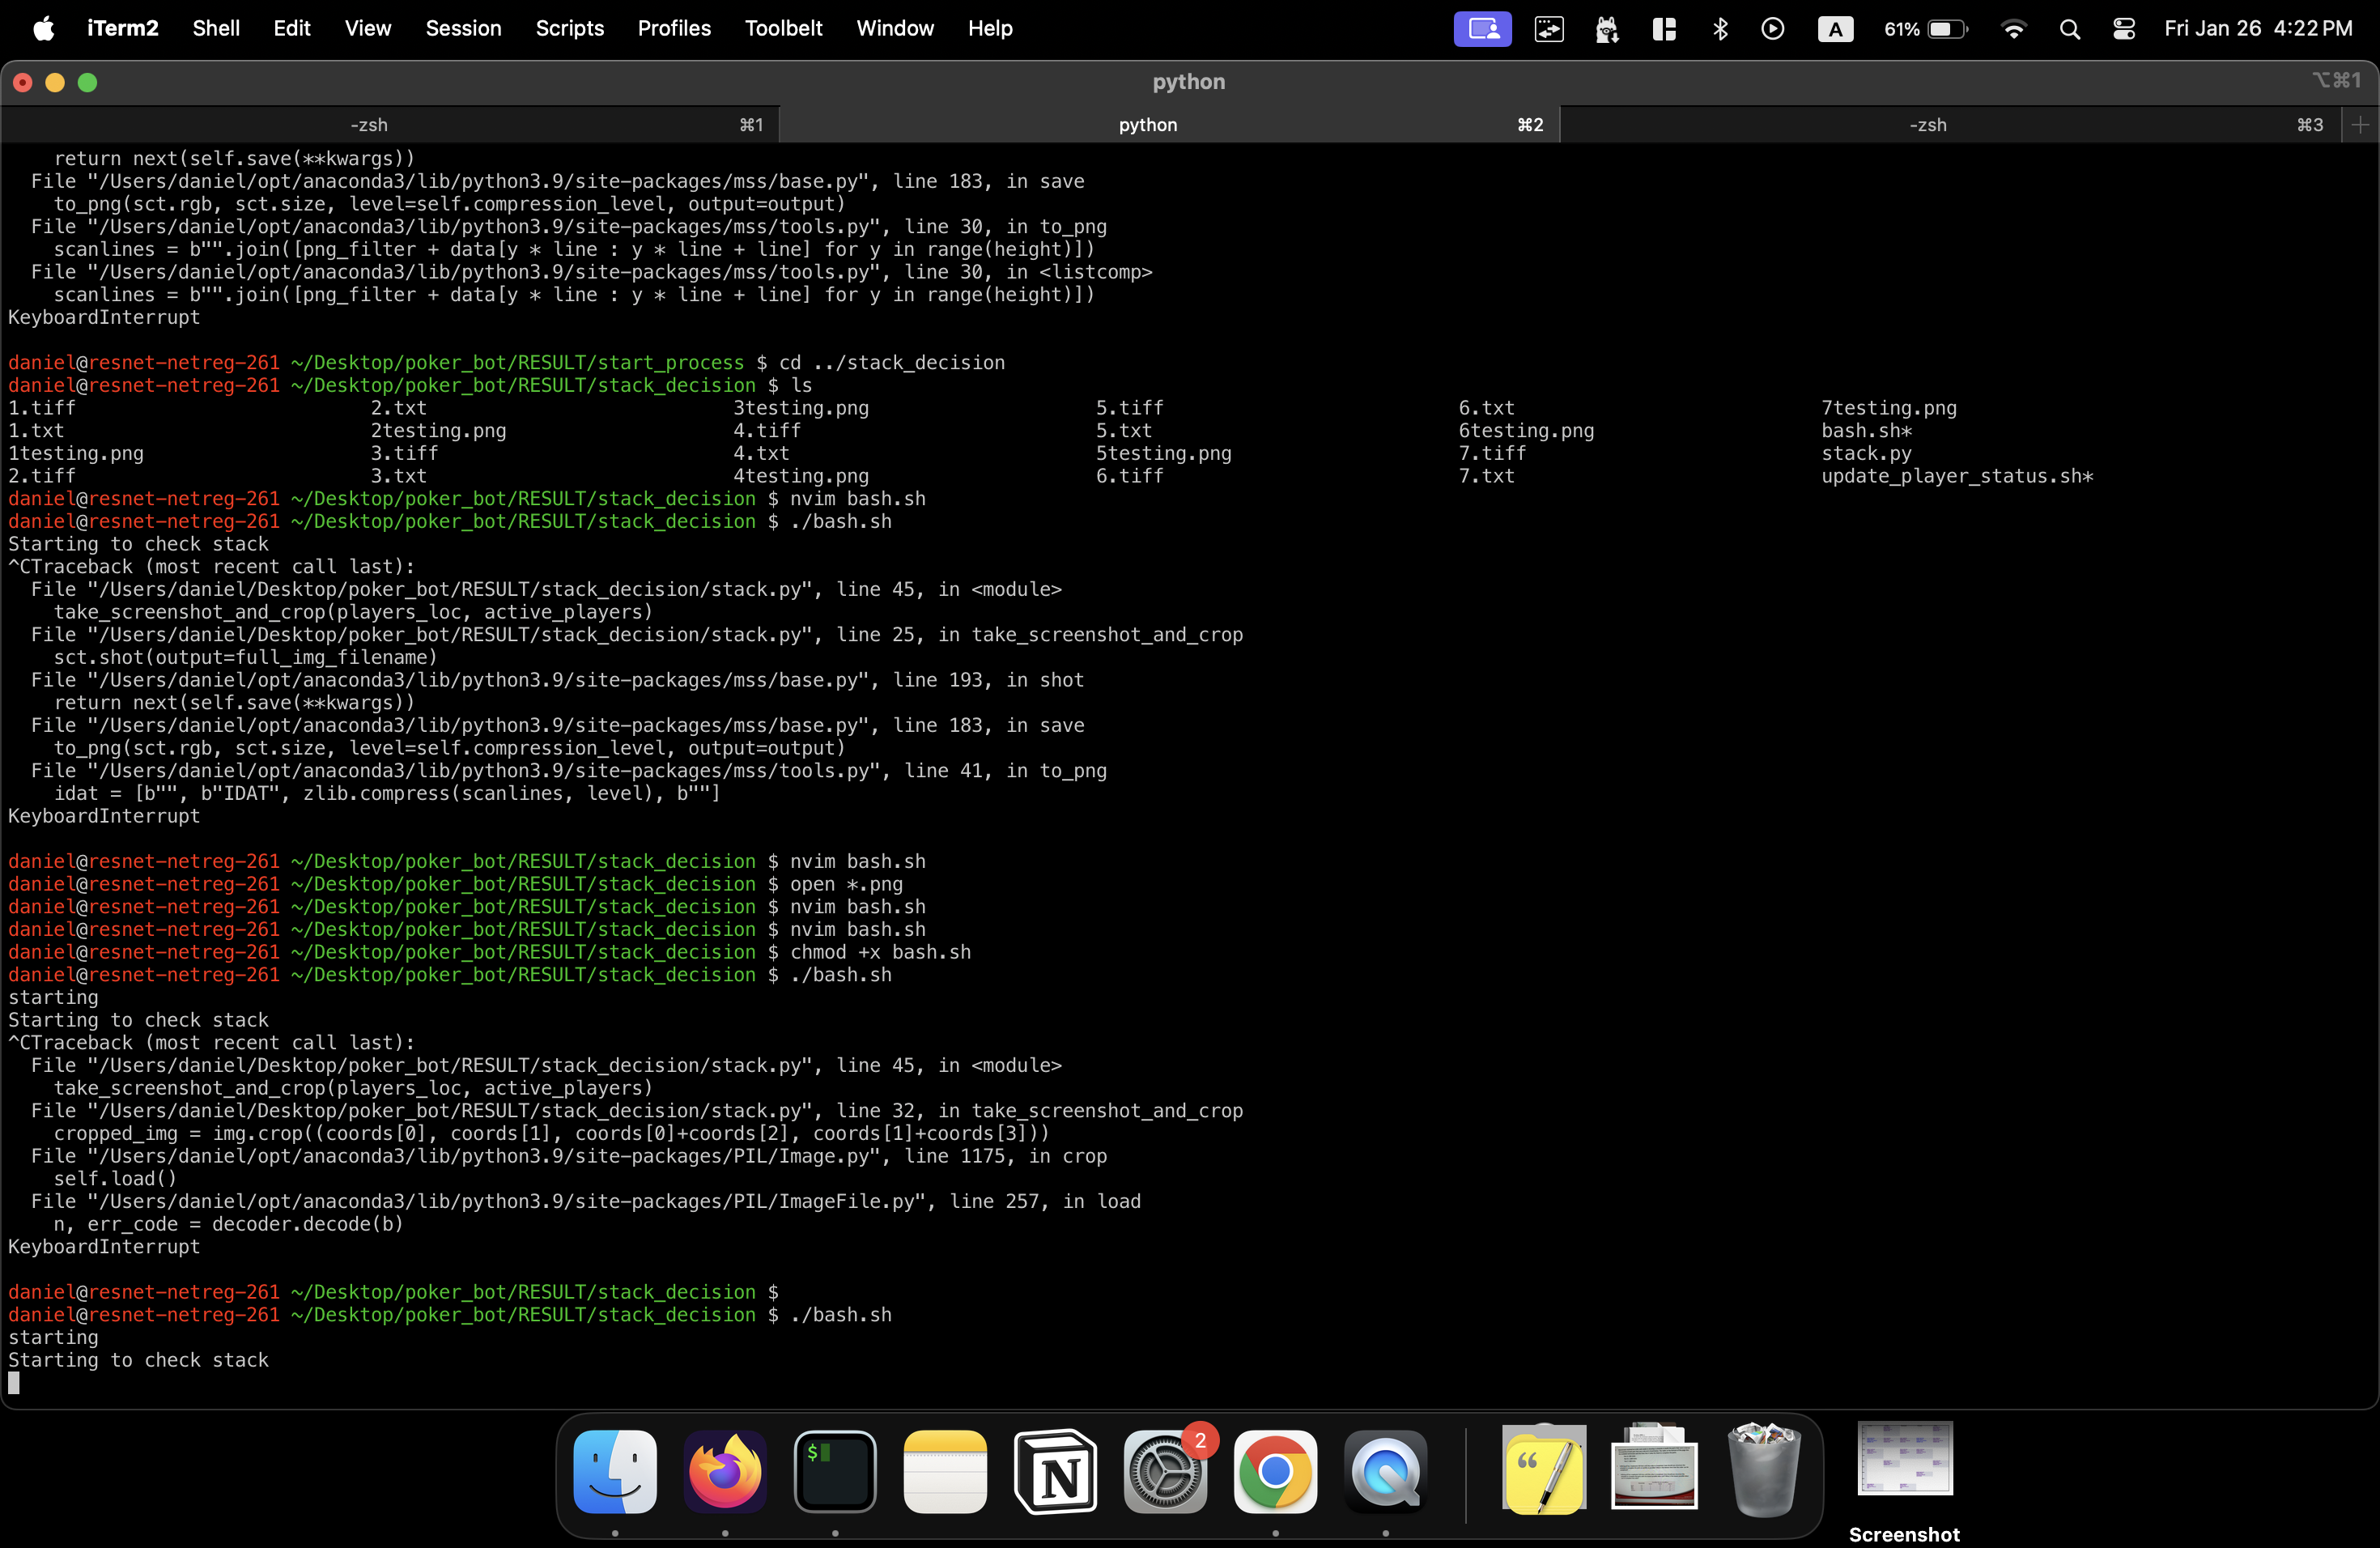 iTerm2 Shell Edit View Session Scripts Profiles Toolbelt Window Help A 61% Fri Jan 26 4:22 PM
python ⌥⌘1
-zsh ⌘1 python ⌘2 -zsh ⌘3
    return next(self.save(**kwargs))
  File "/Users/daniel/opt/anaconda3/lib/python3.9/site-packages/mss/base.py", line 183, in save
    to_png(sct.rgb, sct.size, level=self.compression_level, output=output)
  File "/Users/daniel/opt/anaconda3/lib/python3.9/site-packages/mss/tools.py", line 30, in to_png
    scanlines = b"".join([png_filter + data[y * line : y * line + line] for y in range(height)])
  File "/Users/daniel/opt/anaconda3/lib/python3.9/site-packages/mss/tools.py", line 30, in <listcomp>
    scanlines = b"".join([png_filter + data[y * line : y * line + line] for y in range(height)])
KeyboardInterrupt
daniel@resnet-netreg-261 ~/Desktop/poker_bot/RESULT/start_process $ cd ../stack_decision
daniel@resnet-netreg-261 ~/Desktop/poker_bot/RESULT/stack_decision $ ls
1.tiff 2.txt 3testing.png 5.tiff 6.txt 7testing.png
1.txt 2testing.png 4.tiff 5.txt 6testing.png bash.sh*
1testing.png 3.tiff 4.txt 5testing.png 7.tiff stack.py
2.tiff 3.txt 4testing.png 6.tiff 7.txt update_player_status.sh*
daniel@resnet-netreg-261 ~/Desktop/poker_bot/RESULT/stack_decision $ nvim bash.sh
daniel@resnet-netreg-261 ~/Desktop/poker_bot/RESULT/stack_decision $ ./bash.sh
Starting to check stack
^CTraceback (most recent call last):
  File "/Users/daniel/Desktop/poker_bot/RESULT/stack_decision/stack.py", line 45, in <module>
    take_screenshot_and_crop(players_loc, active_players)
  File "/Users/daniel/Desktop/poker_bot/RESULT/stack_decision/stack.py", line 25, in take_screenshot_and_crop
    sct.shot(output=full_img_filename)
  File "/Users/daniel/opt/anaconda3/lib/python3.9/site-packages/mss/base.py", line 193, in shot
    return next(self.save(**kwargs))
  File "/Users/daniel/opt/anaconda3/lib/python3.9/site-packages/mss/base.py", line 183, in save
    to_png(sct.rgb, sct.size, level=self.compression_level, output=output)
  File "/Users/daniel/opt/anaconda3/lib/python3.9/site-packages/mss/tools.py", line 41, in to_png
    idat = [b"", b"IDAT", zlib.compress(scanlines, level), b""]
KeyboardInterrupt
daniel@resnet-netreg-261 ~/Desktop/poker_bot/RESULT/stack_decision $ nvim bash.sh
daniel@resnet-netreg-261 ~/Desktop/poker_bot/RESULT/stack_decision $ open *.png
daniel@resnet-netreg-261 ~/Desktop/poker_bot/RESULT/stack_decision $ nvim bash.sh
daniel@resnet-netreg-261 ~/Desktop/poker_bot/RESULT/stack_decision $ nvim bash.sh
daniel@resnet-netreg-261 ~/Desktop/poker_bot/RESULT/stack_decision $ chmod +x bash.sh
daniel@resnet-netreg-261 ~/Desktop/poker_bot/RESULT/stack_decision $ ./bash.sh
starting
Starting to check stack
^CTraceback (most recent call last):
  File "/Users/daniel/Desktop/poker_bot/RESULT/stack_decision/stack.py", line 45, in <module>
    take_screenshot_and_crop(players_loc, active_players)
  File "/Users/daniel/Desktop/poker_bot/RESULT/stack_decision/stack.py", line 32, in take_screenshot_and_crop
    cropped_img = img.crop((coords[0], coords[1], coords[0]+coords[2], coords[1]+coords[3]))
  File "/Users/daniel/opt/anaconda3/lib/python3.9/site-packages/PIL/Image.py", line 1175, in crop
    self.load()
  File "/Users/daniel/opt/anaconda3/lib/python3.9/site-packages/PIL/ImageFile.py", line 257, in load
    n, err_code = decoder.decode(b)
KeyboardInterrupt
daniel@resnet-netreg-261 ~/Desktop/poker_bot/RESULT/stack_decision $
daniel@resnet-netreg-261 ~/Desktop/poker_bot/RESULT/stack_decision $ ./bash.sh
starting
Starting to check stack
$ N 2
Screenshot